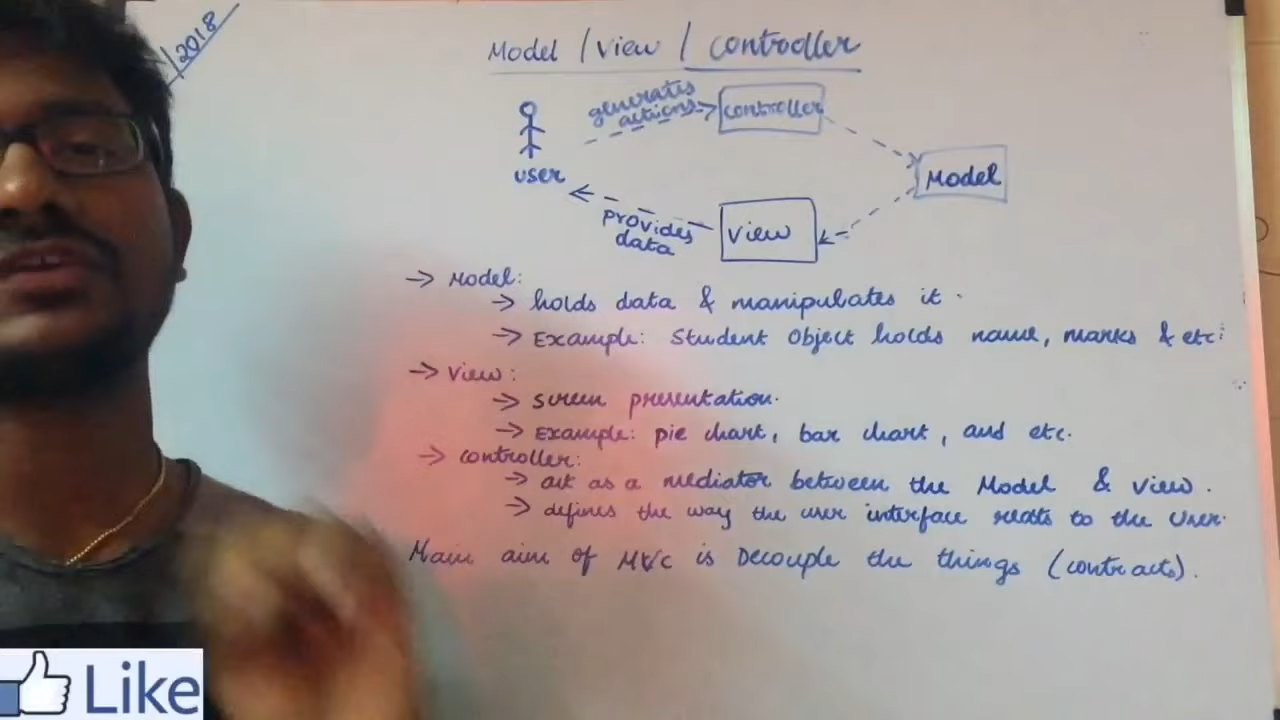 /2018
Model / View / Controller
generates
actions
controller
user
Model
provides
data
view
→ Model:
→ holds data & manipulates it.
→ Example: Student Object holds name, marks & etc:
→ View:
→ screen presentation.
→ Example: pie chart, bar chart, and etc.
→ controller:
→ act as a mediator between the Model & View.
→ defines the way the user interface reacts to the User.
Main aim of MVC is Decouple the things (contracts).
Like